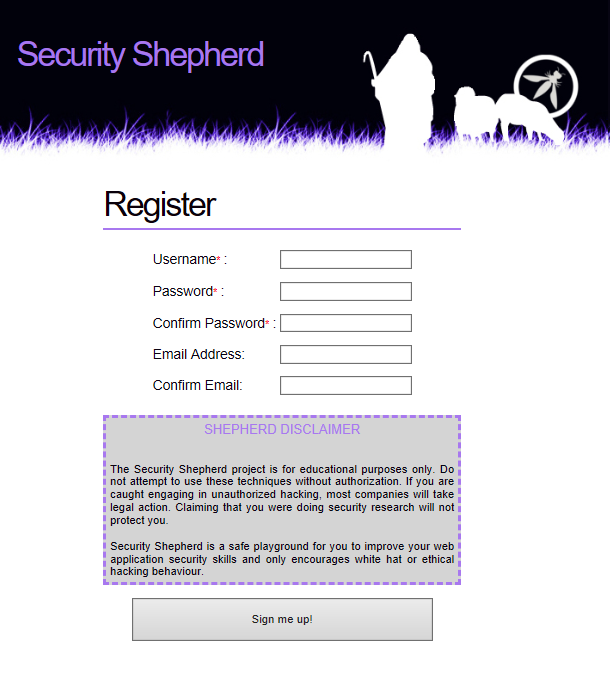 Security Shepherd
Register
Username* :
Password* :
Confirm Password* :
Email Address:
Confirm Email:
SHEPHERD DISCLAIMER
The Security Shepherd project is for educational purposes only. Do
not attempt to use these techniques without authorization. If you are
caught engaging in unauthorized hacking, most companies will take
legal action. Claiming that you were doing security research will not
protect you.
Security Shepherd is a safe playground for you to improve your web
application security skills and only encourages white hat or ethical
hacking behaviour.
Sign me up!